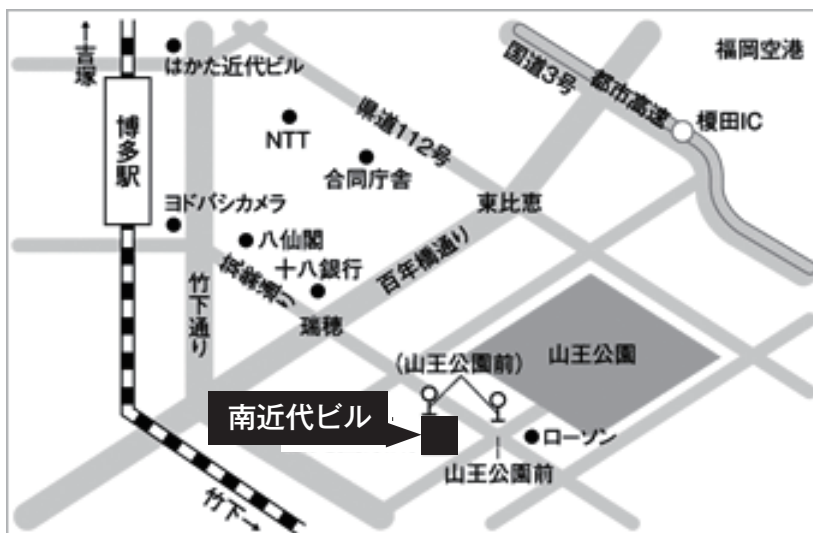 ↑吉塚
はかた近代ビル
博多駅
NTT
合同庁舎
県道112号
国道3号
都市高速
福岡空港
榎田IC
ヨドバシカメラ
八仙閣
十八銀行
筑紫通り
竹下通り
瑞穂
百年橋通り
東比恵
山王公園
(山王公園前)
南近代ビル
ローソン
山王公園前
竹下→